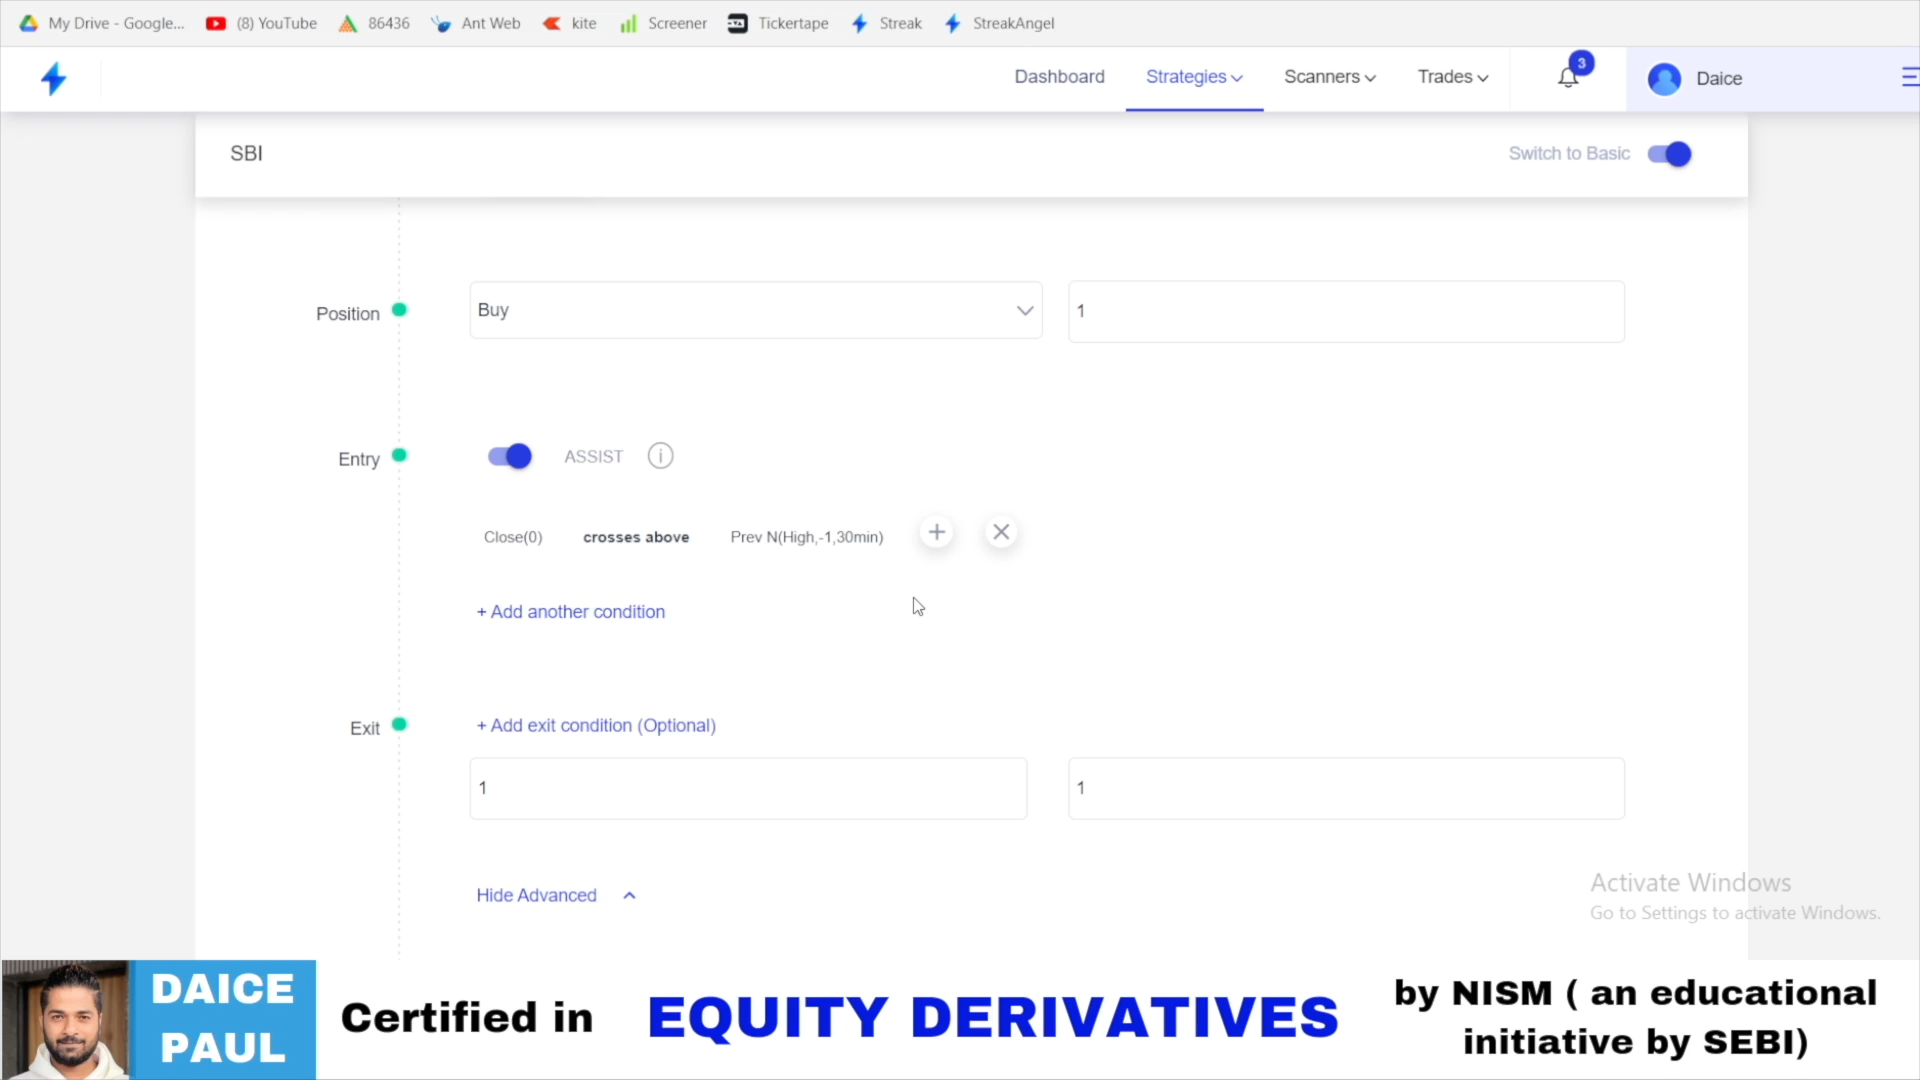 My Drive - Google... (8) YouTube 86436 Ant Web kite Screener Tickertape Streak StreakAngel
Dashboard Strategies Scanners Trades 3 Daice
SBI Switch to Basic
Position Buy 1
Entry ASSIST i
Close(0) crosses above Prev N(High,-1,30min)
+ Add another condition
Exit + Add exit condition (Optional)
1 1
Hide Advanced
Activate Windows
Go to Settings to activate Windows.
DAICE
PAUL
Certified in EQUITY DERIVATIVES
by NISM ( an educational
initiative by SEBI)